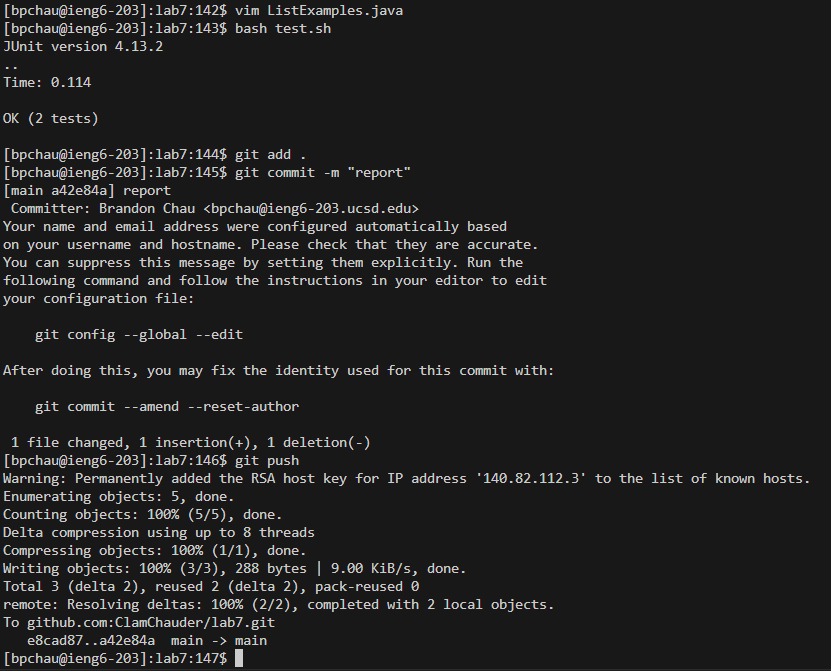 [bpchau@ieng6-203]:lab7:142$ vim ListExamples.java
[bpchau@ieng6-203]:lab7:143$ bash test.sh
JUnit version 4.13.2
..
Time: 0.114
OK (2 tests)
[bpchau@ieng6-203]:lab7:144$ git add .
[bpchau@ieng6-203]:lab7:145$ git commit -m "report"
[main a42e84a] report
 Committer: Brandon Chau <bpchau@ieng6-203.ucsd.edu>
Your name and email address were configured automatically based
on your username and hostname. Please check that they are accurate.
You can suppress this message by setting them explicitly. Run the
following command and follow the instructions in your editor to edit
your configuration file:
    git config --global --edit
After doing this, you may fix the identity used for this commit with:
    git commit --amend --reset-author
 1 file changed, 1 insertion(+), 1 deletion(-)
[bpchau@ieng6-203]:lab7:146$ git push
Warning: Permanently added the RSA host key for IP address '140.82.112.3' to the list of known hosts.
Enumerating objects: 5, done.
Counting objects: 100% (5/5), done.
Delta compression using up to 8 threads
Compressing objects: 100% (1/1), done.
Writing objects: 100% (3/3), 288 bytes | 9.00 KiB/s, done.
Total 3 (delta 2), reused 2 (delta 2), pack-reused 0
remote: Resolving deltas: 100% (2/2), completed with 2 local objects.
To github.com:ClamChauder/lab7.git
   e8cad87..a42e84a  main -> main
[bpchau@ieng6-203]:lab7:147$